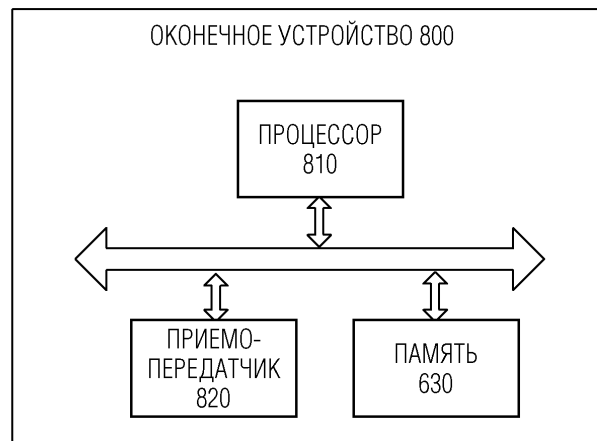 ОКОНЕЧНОЕ УСТРОЙСТВО 800
ПРОЦЕССОР
810
ПРИЕМО-
ПЕРЕДАТЧИК
820
ПАМЯТЬ
630